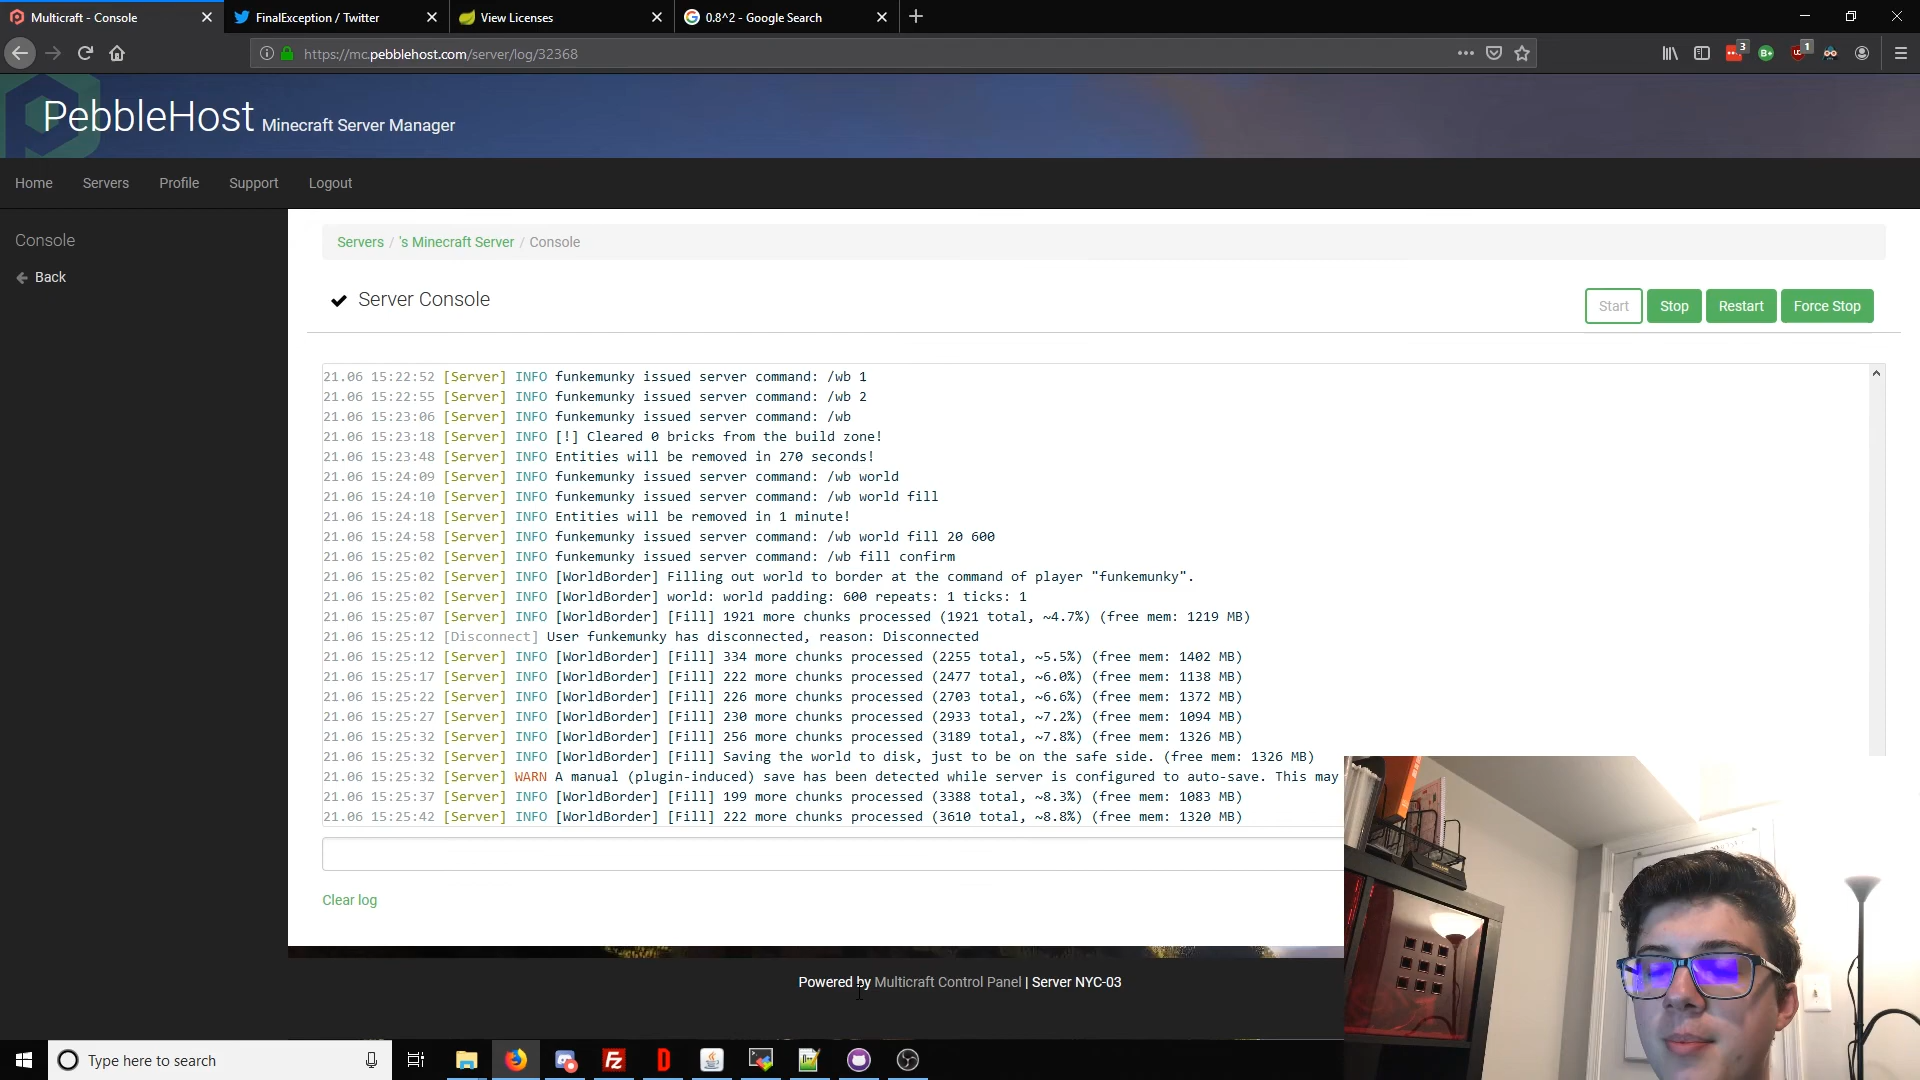 Multicraft - Console
FinalException / Twitter
View Licenses
0.8^2 - Google Search
https://mc.pebblehost.com/server/log/32368
3
1
PebbleHost Minecraft Server Manager
Home Servers Profile Support Logout
Console
Back
Servers / 's Minecraft Server / Console
Server Console
Start Stop Restart Force Stop
21.06 15:22:52 [Server] INFO funkemunky issued server command: /wb 1
21.06 15:22:55 [Server] INFO funkemunky issued server command: /wb 2
21.06 15:23:06 [Server] INFO funkemunky issued server command: /wb
21.06 15:23:18 [Server] INFO [!] Cleared 0 bricks from the build zone!
21.06 15:23:48 [Server] INFO Entities will be removed in 270 seconds!
21.06 15:24:09 [Server] INFO funkemunky issued server command: /wb world
21.06 15:24:10 [Server] INFO funkemunky issued server command: /wb world fill
21.06 15:24:18 [Server] INFO Entities will be removed in 1 minute!
21.06 15:24:58 [Server] INFO funkemunky issued server command: /wb world fill 20 600
21.06 15:25:02 [Server] INFO funkemunky issued server command: /wb fill confirm
21.06 15:25:02 [Server] INFO [WorldBorder] Filling out world to border at the command of player "funkemunky".
21.06 15:25:02 [Server] INFO [WorldBorder] world: world padding: 600 repeats: 1 ticks: 1
21.06 15:25:07 [Server] INFO [WorldBorder] [Fill] 1921 more chunks processed (1921 total, ~4.7%) (free mem: 1219 MB)
21.06 15:25:12 [Disconnect] User funkemunky has disconnected, reason: Disconnected
21.06 15:25:12 [Server] INFO [WorldBorder] [Fill] 334 more chunks processed (2255 total, ~5.5%) (free mem: 1402 MB)
21.06 15:25:17 [Server] INFO [WorldBorder] [Fill] 222 more chunks processed (2477 total, ~6.0%) (free mem: 1138 MB)
21.06 15:25:22 [Server] INFO [WorldBorder] [Fill] 226 more chunks processed (2703 total, ~6.6%) (free mem: 1372 MB)
21.06 15:25:27 [Server] INFO [WorldBorder] [Fill] 230 more chunks processed (2933 total, ~7.2%) (free mem: 1094 MB)
21.06 15:25:32 [Server] INFO [WorldBorder] [Fill] 256 more chunks processed (3189 total, ~7.8%) (free mem: 1326 MB)
21.06 15:25:32 [Server] INFO [WorldBorder] [Fill] Saving the world to disk, just to be on the safe side. (free mem: 1326 MB)
21.06 15:25:32 [Server] WARN A manual (plugin-induced) save has been detected while server is configured to auto-save. This may
21.06 15:25:37 [Server] INFO [WorldBorder] [Fill] 199 more chunks processed (3388 total, ~8.3%) (free mem: 1083 MB)
21.06 15:25:42 [Server] INFO [WorldBorder] [Fill] 222 more chunks processed (3610 total, ~8.8%) (free mem: 1320 MB)
Clear log
Powered by Multicraft Control Panel | Server NYC-03
Type here to search